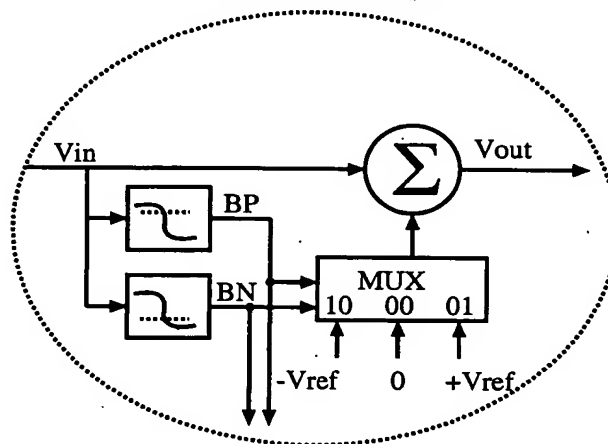 Vin
Σ
Vout
BP
BN
MUX
10 00 01
-Vref 0 +Vref